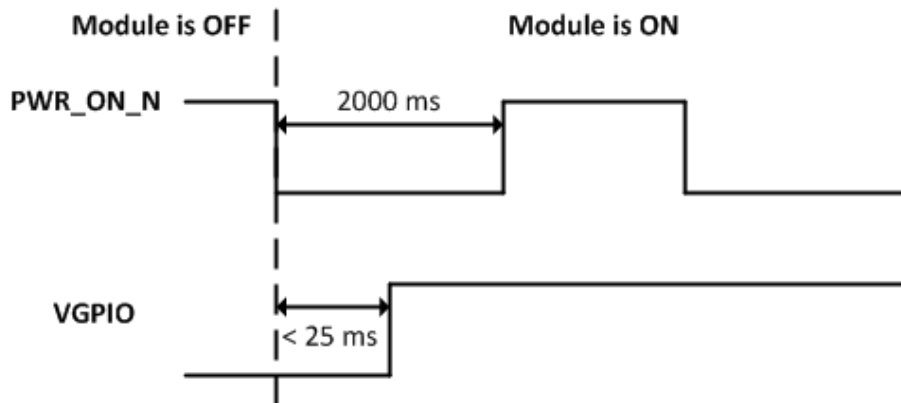 Module is OFF
Module is ON
PWR_ON_N
2000 ms
VGPIO
< 25 ms